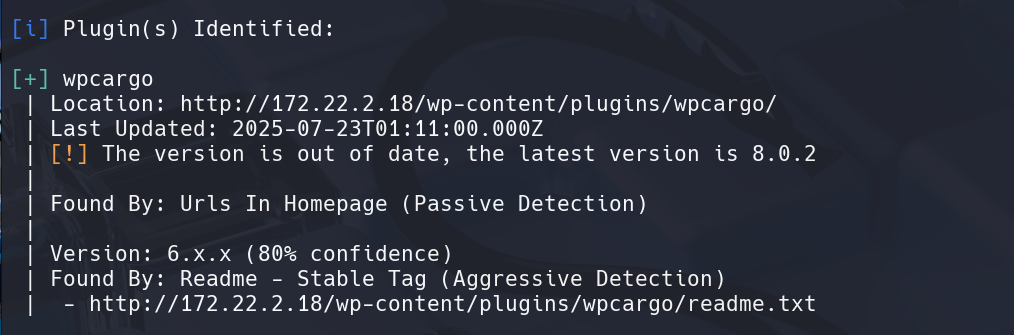 [i] Plugin(s) Identified:
[+] wpcargo
| Location: http://172.22.2.18/wp-content/plugins/wpcargo/
| Last Updated: 2025-07-23T01:11:00.000Z
| [!] The version is out of date, the latest version is 8.0.2
|
| Found By: Urls In Homepage (Passive Detection)
|
| Version: 6.x.x (80% confidence)
| Found By: Readme - Stable Tag (Aggressive Detection)
|  - http://172.22.2.18/wp-content/plugins/wpcargo/readme.txt